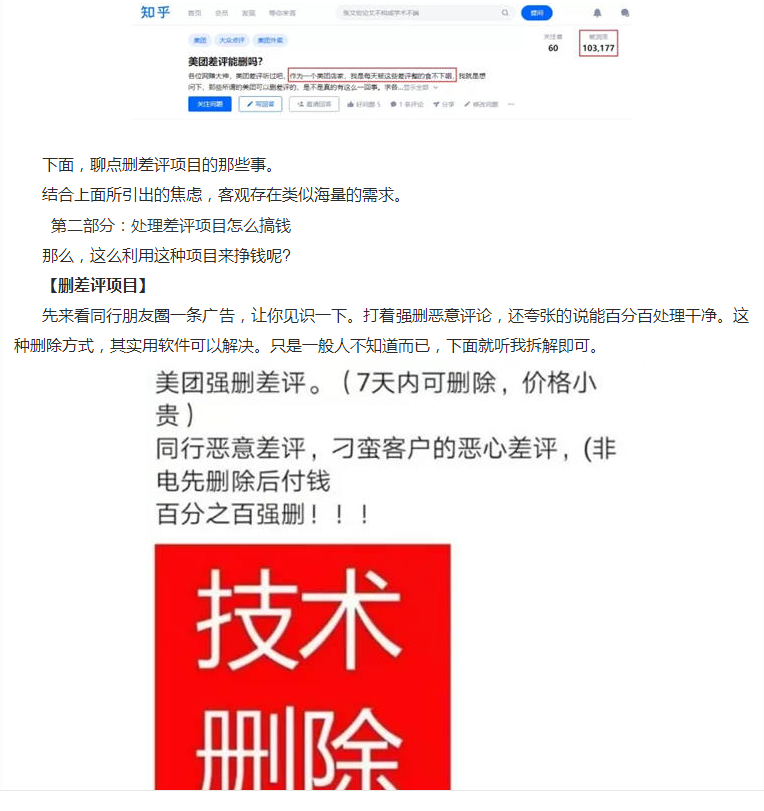 知乎
首页 会员 发现 等你来答
提问
美团 大众点评 美团外卖
关注者
被浏览
60
103,177
美团差评能删吗?
各位网赚大神，美团差评听过吧，作为一个美团店家，我是每天被这些差评整的食不下咽，我就是想
问下，那些所谓的美团可以删差评的，是不是真的有这么一回事。求各...显示全部
关注问题 写回答 邀请回答 好问题 5 1 条评论 分享 修改问题 ...
下面，聊点删差评项目的那些事。
结合上面所引出的焦虑，客观存在类似海量的需求。
第二部分：处理差评项目怎么搞钱
那么，这么利用这种项目来挣钱呢?
【删差评项目】
先来看同行朋友圈一条广告，让你见识一下。打着强删恶意评论，还夸张的说能百分百处理干净。这
种删除方式，其实用软件可以解决。只是一般人不知道而已，下面就听我拆解即可。
美团强删差评。（7天内可删除，价格小
贵）
同行恶意差评，刁蛮客户的恶心差评，(非
电先删除后付钱
百分之百强删！！！
技术
删除